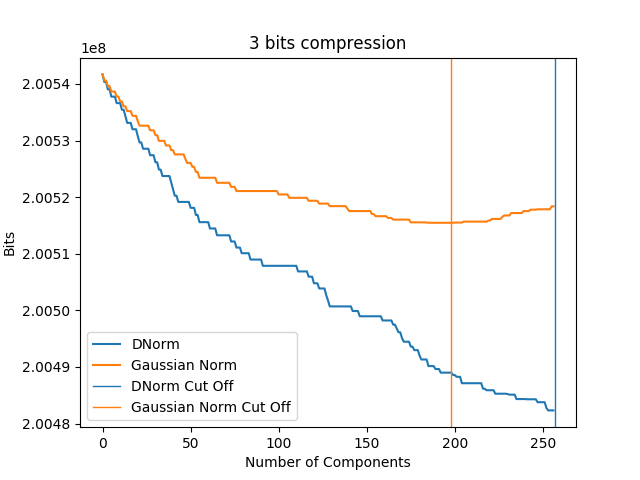 3 bits compression
1e8
2.0054
2.0053
2.0052
2.0051
2.0050
2.0049
2.0048
Bits
DNorm
Gaussian Norm
DNorm Cut Off
Gaussian Norm Cut Off
0 50 100 150 200 250
Number of Components